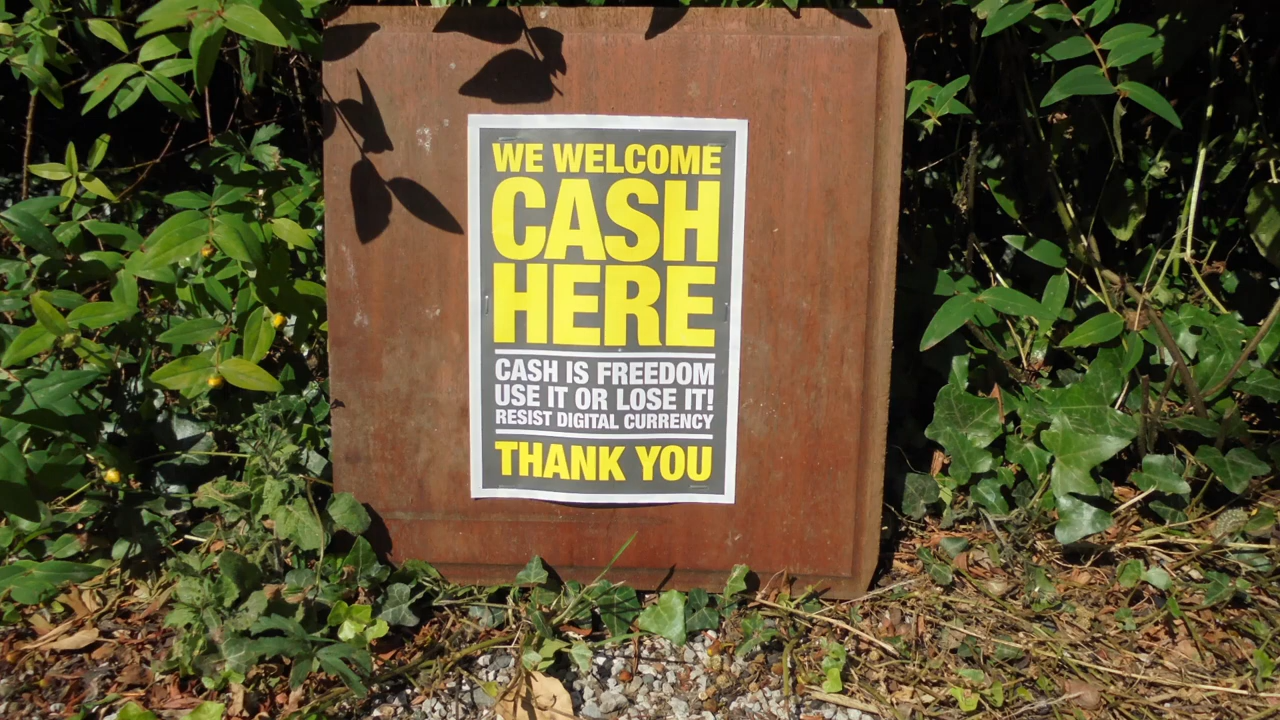 WE WELCOME
CASH
HERE
CASH IS FREEDOM
USE IT OR LOSE IT!
RESIST DIGITAL CURRENCY
THANK YOU